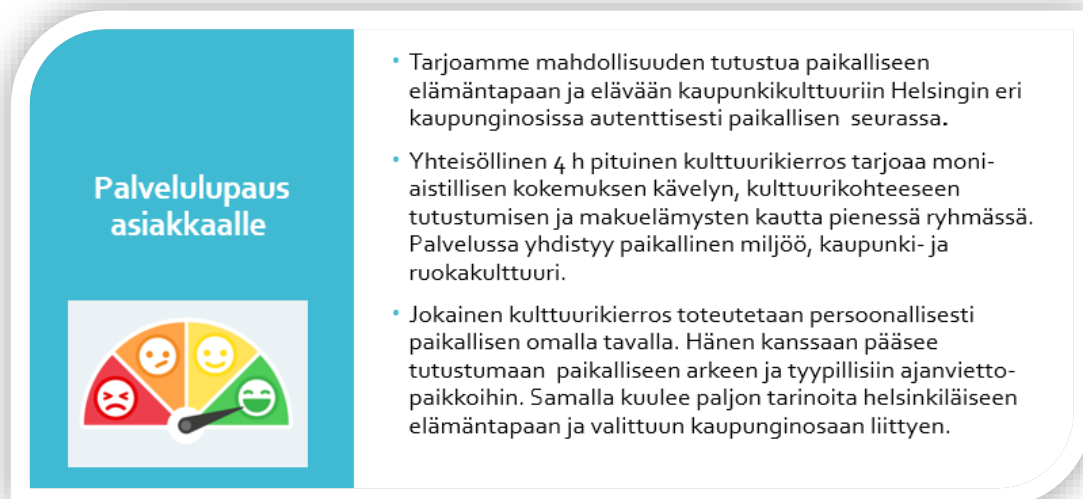 Palvelulupaus
asiakkaalle
• Tarjoamme mahdollisuuden tutustua paikalliseen
elämäntapaan ja elävään kaupunkikulttuuriin Helsingin eri
kaupunginosissa autenttisesti paikallisen seurassa.
• Yhteisöllinen 4 h pituinen kulttuurikierros tarjoaa moni-
aistillisen kokemuksen kävelyn, kulttuurikohteeseen
tutustumisen ja makuelämysten kautta pienessä ryhmässä.
Palvelussa yhdistyy paikallinen miljöö, kaupunki- ja
ruokakulttuuri.
• Jokainen kulttuurikierros toteutetaan persoonallisesti
paikallisen omalla tavalla. Hänen kanssaan pääsee
tutustumaan paikalliseen arkeen ja tyypillisiin ajanvietto-
paikkoihin. Samalla kuulee paljon tarinoita helsinkiläiseen
elämäntapaan ja valittuun kaupunginosaan liittyen.